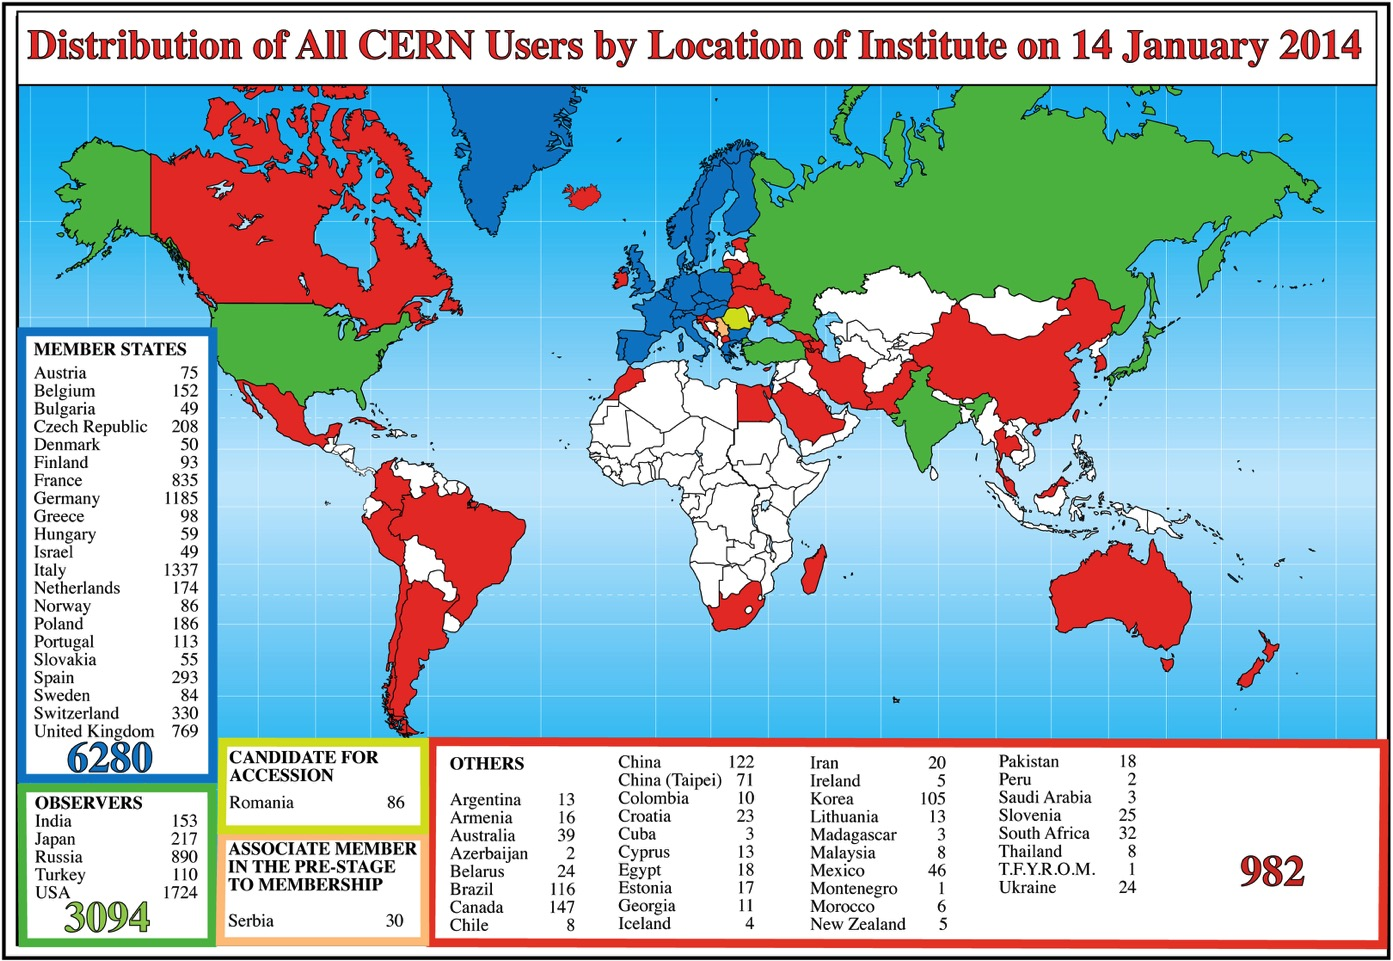 Distribution of All CERN Users by Location of Institute on 14 January 2014
MEMBER STATES
Austria 75
Belgium 152
Bulgaria 49
Czech Republic 208
Denmark 50
Finland 93
France 835
Germany 1185
Greece 98
Hungary 59
Israel 49
Italy 1337
Netherlands 174
Norway 86
Poland 186
Portugal 113
Slovakia 55
Spain 293
Sweden 84
Switzerland 330
United Kingdom 769
6280
OBSERVERS
India 153
Japan 217
Russia 890
Turkey 110
USA 1724
3094
CANDIDATE FOR
ACCESSION
Romania 86
ASSOCIATE MEMBER
IN THE PRE-STAGE
TO MEMBERSHIP
Serbia 30
OTHERS
Argentina 13
Armenia 16
Australia 39
Azerbaijan 2
Belarus 24
Brazil 116
Canada 147
Chile 8
China 122
China (Taipei) 71
Colombia 10
Croatia 23
Cuba 3
Cyprus 13
Egypt 18
Estonia 17
Georgia 11
Iceland 4
Iran 20
Ireland 5
Korea 105
Lithuania 13
Madagascar 3
Malaysia 8
Mexico 46
Montenegro 1
Morocco 6
New Zealand 5
Pakistan 18
Peru 2
Saudi Arabia 3
Slovenia 25
South Africa 32
Thailand 8
T.F.Y.R.O.M. 1
Ukraine 24
982